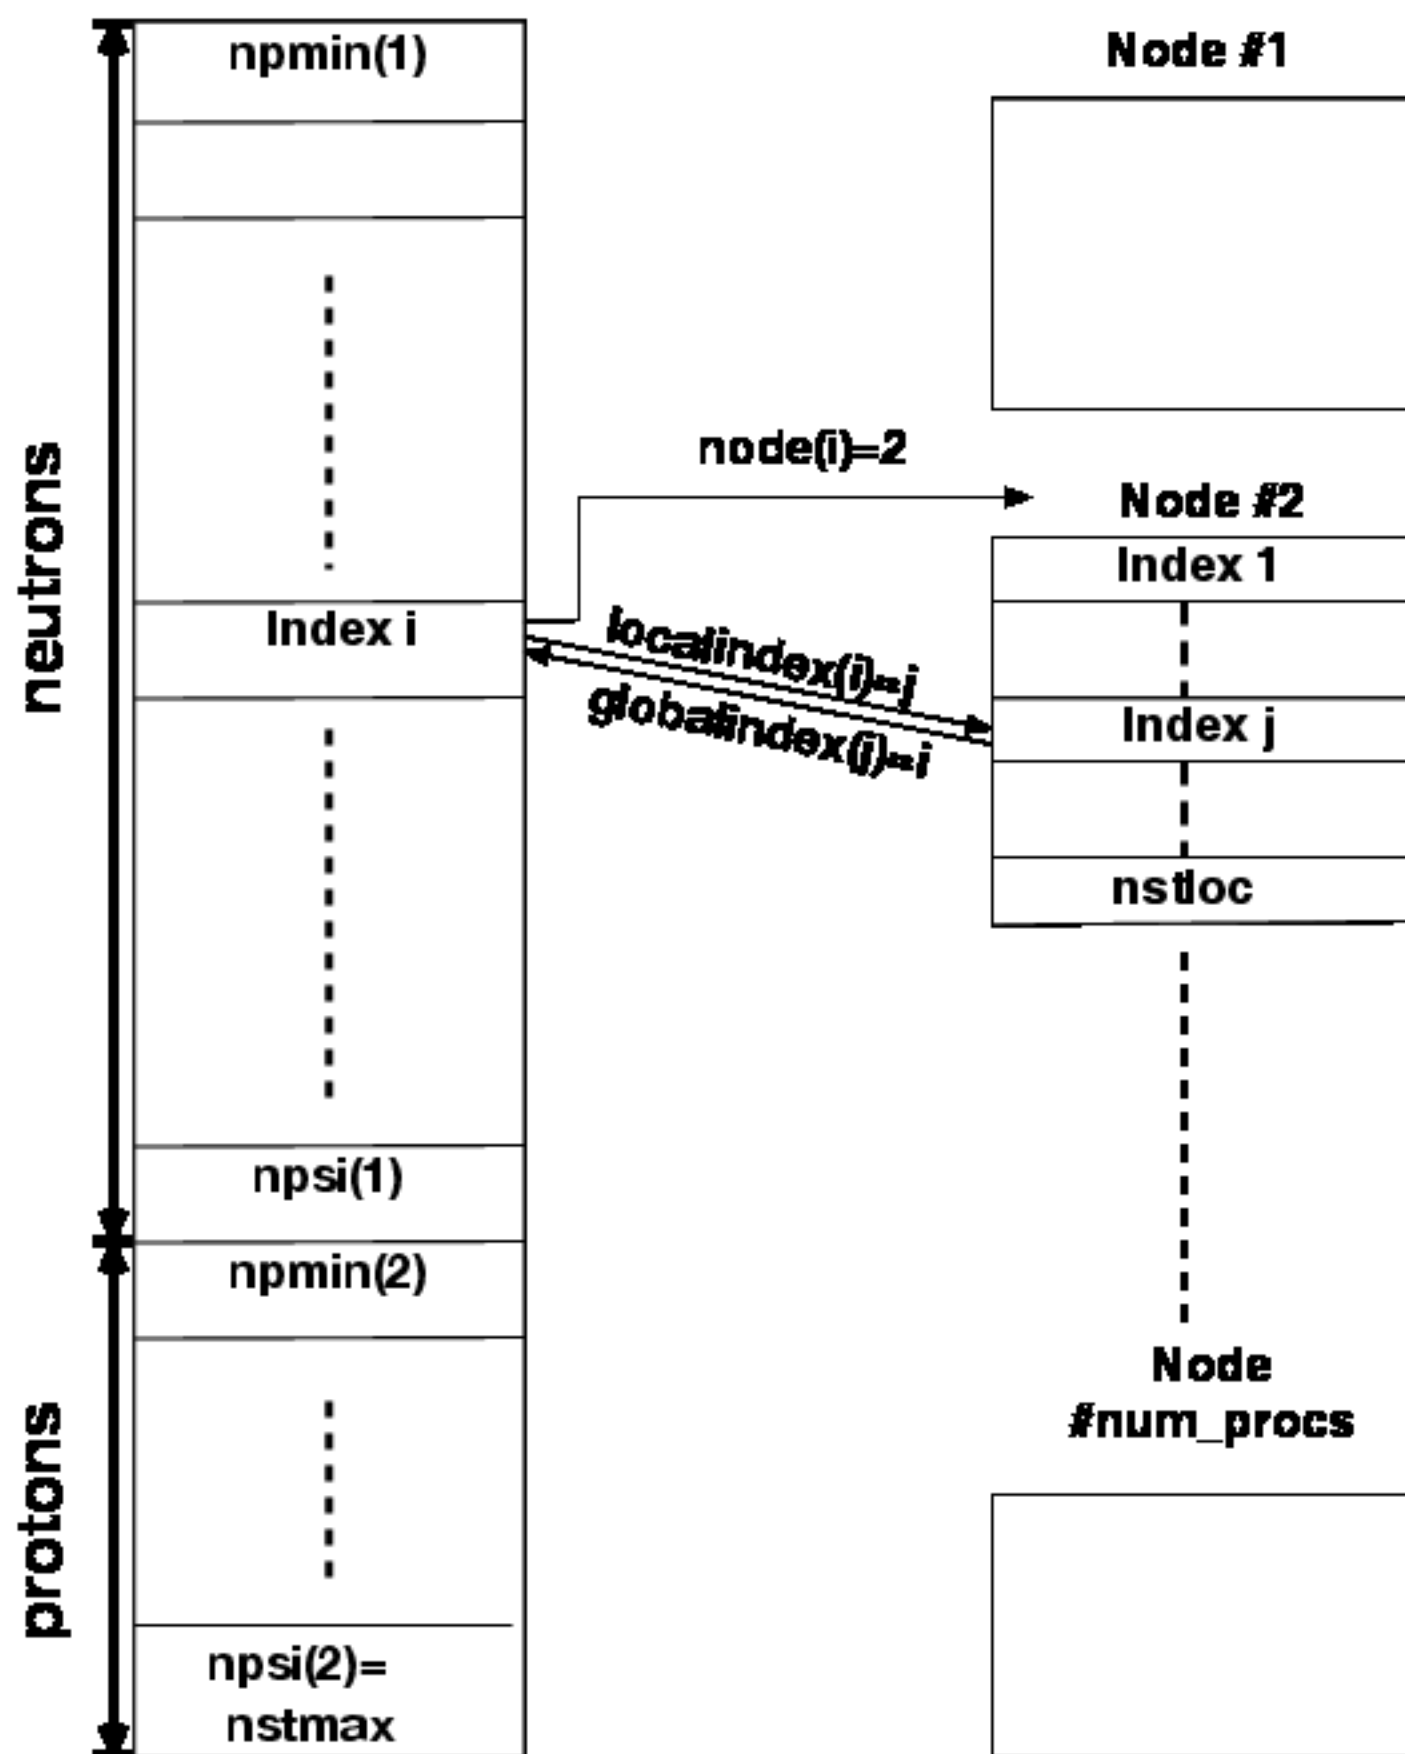 neutrons
protons
npmin(1)
Index i
npsi(1)
npmin(2)
npsi(2)=
nstmax
node(i)=2
localindex(i)=j
globalindex(j)=i
Node #1
Node #2
Index 1
Index j
nstloc
Node
#num_procs